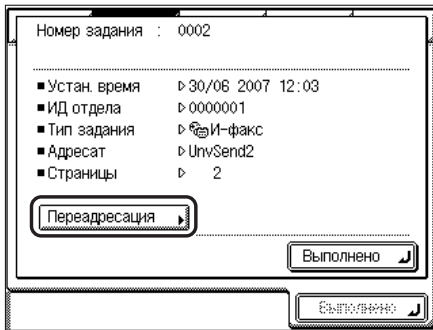 Номер задания : 0002
Устан. время 30/06 2007 12:03
ИД отдела 0000001
Тип задания И-факс
Адресат UnvSend2
Страницы 2
Переадресация
Выполнено
Выполнено